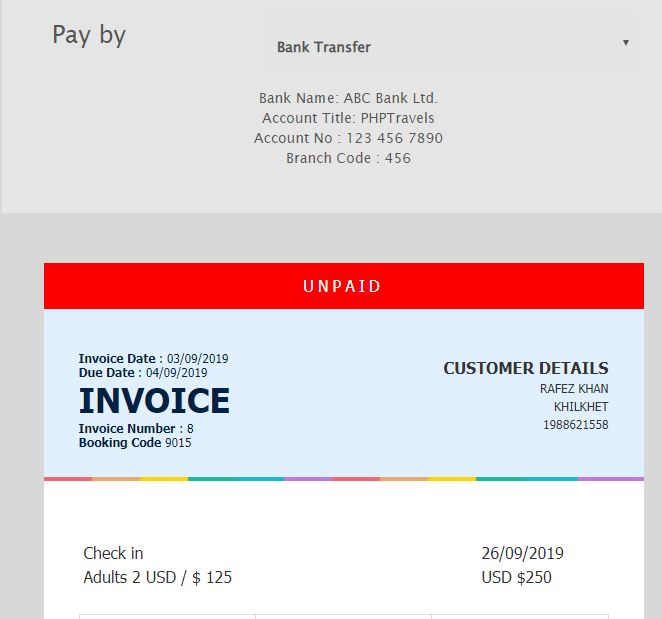 Pay by
Bank Transfer
Bank Name: ABC Bank Ltd.
Account Title: PHPTravels
Account No : 123 456 7890
Branch Code : 456
UNPAID
Invoice Date : 03/09/2019
Due Date : 04/09/2019
INVOICE
Invoice Number : 8
Booking Code 9015
CUSTOMER DETAILS
RAFEZ KHAN
KHILKHET
1988621558
Check in 26/09/2019
Adults 2 USD / $ 125 USD $250